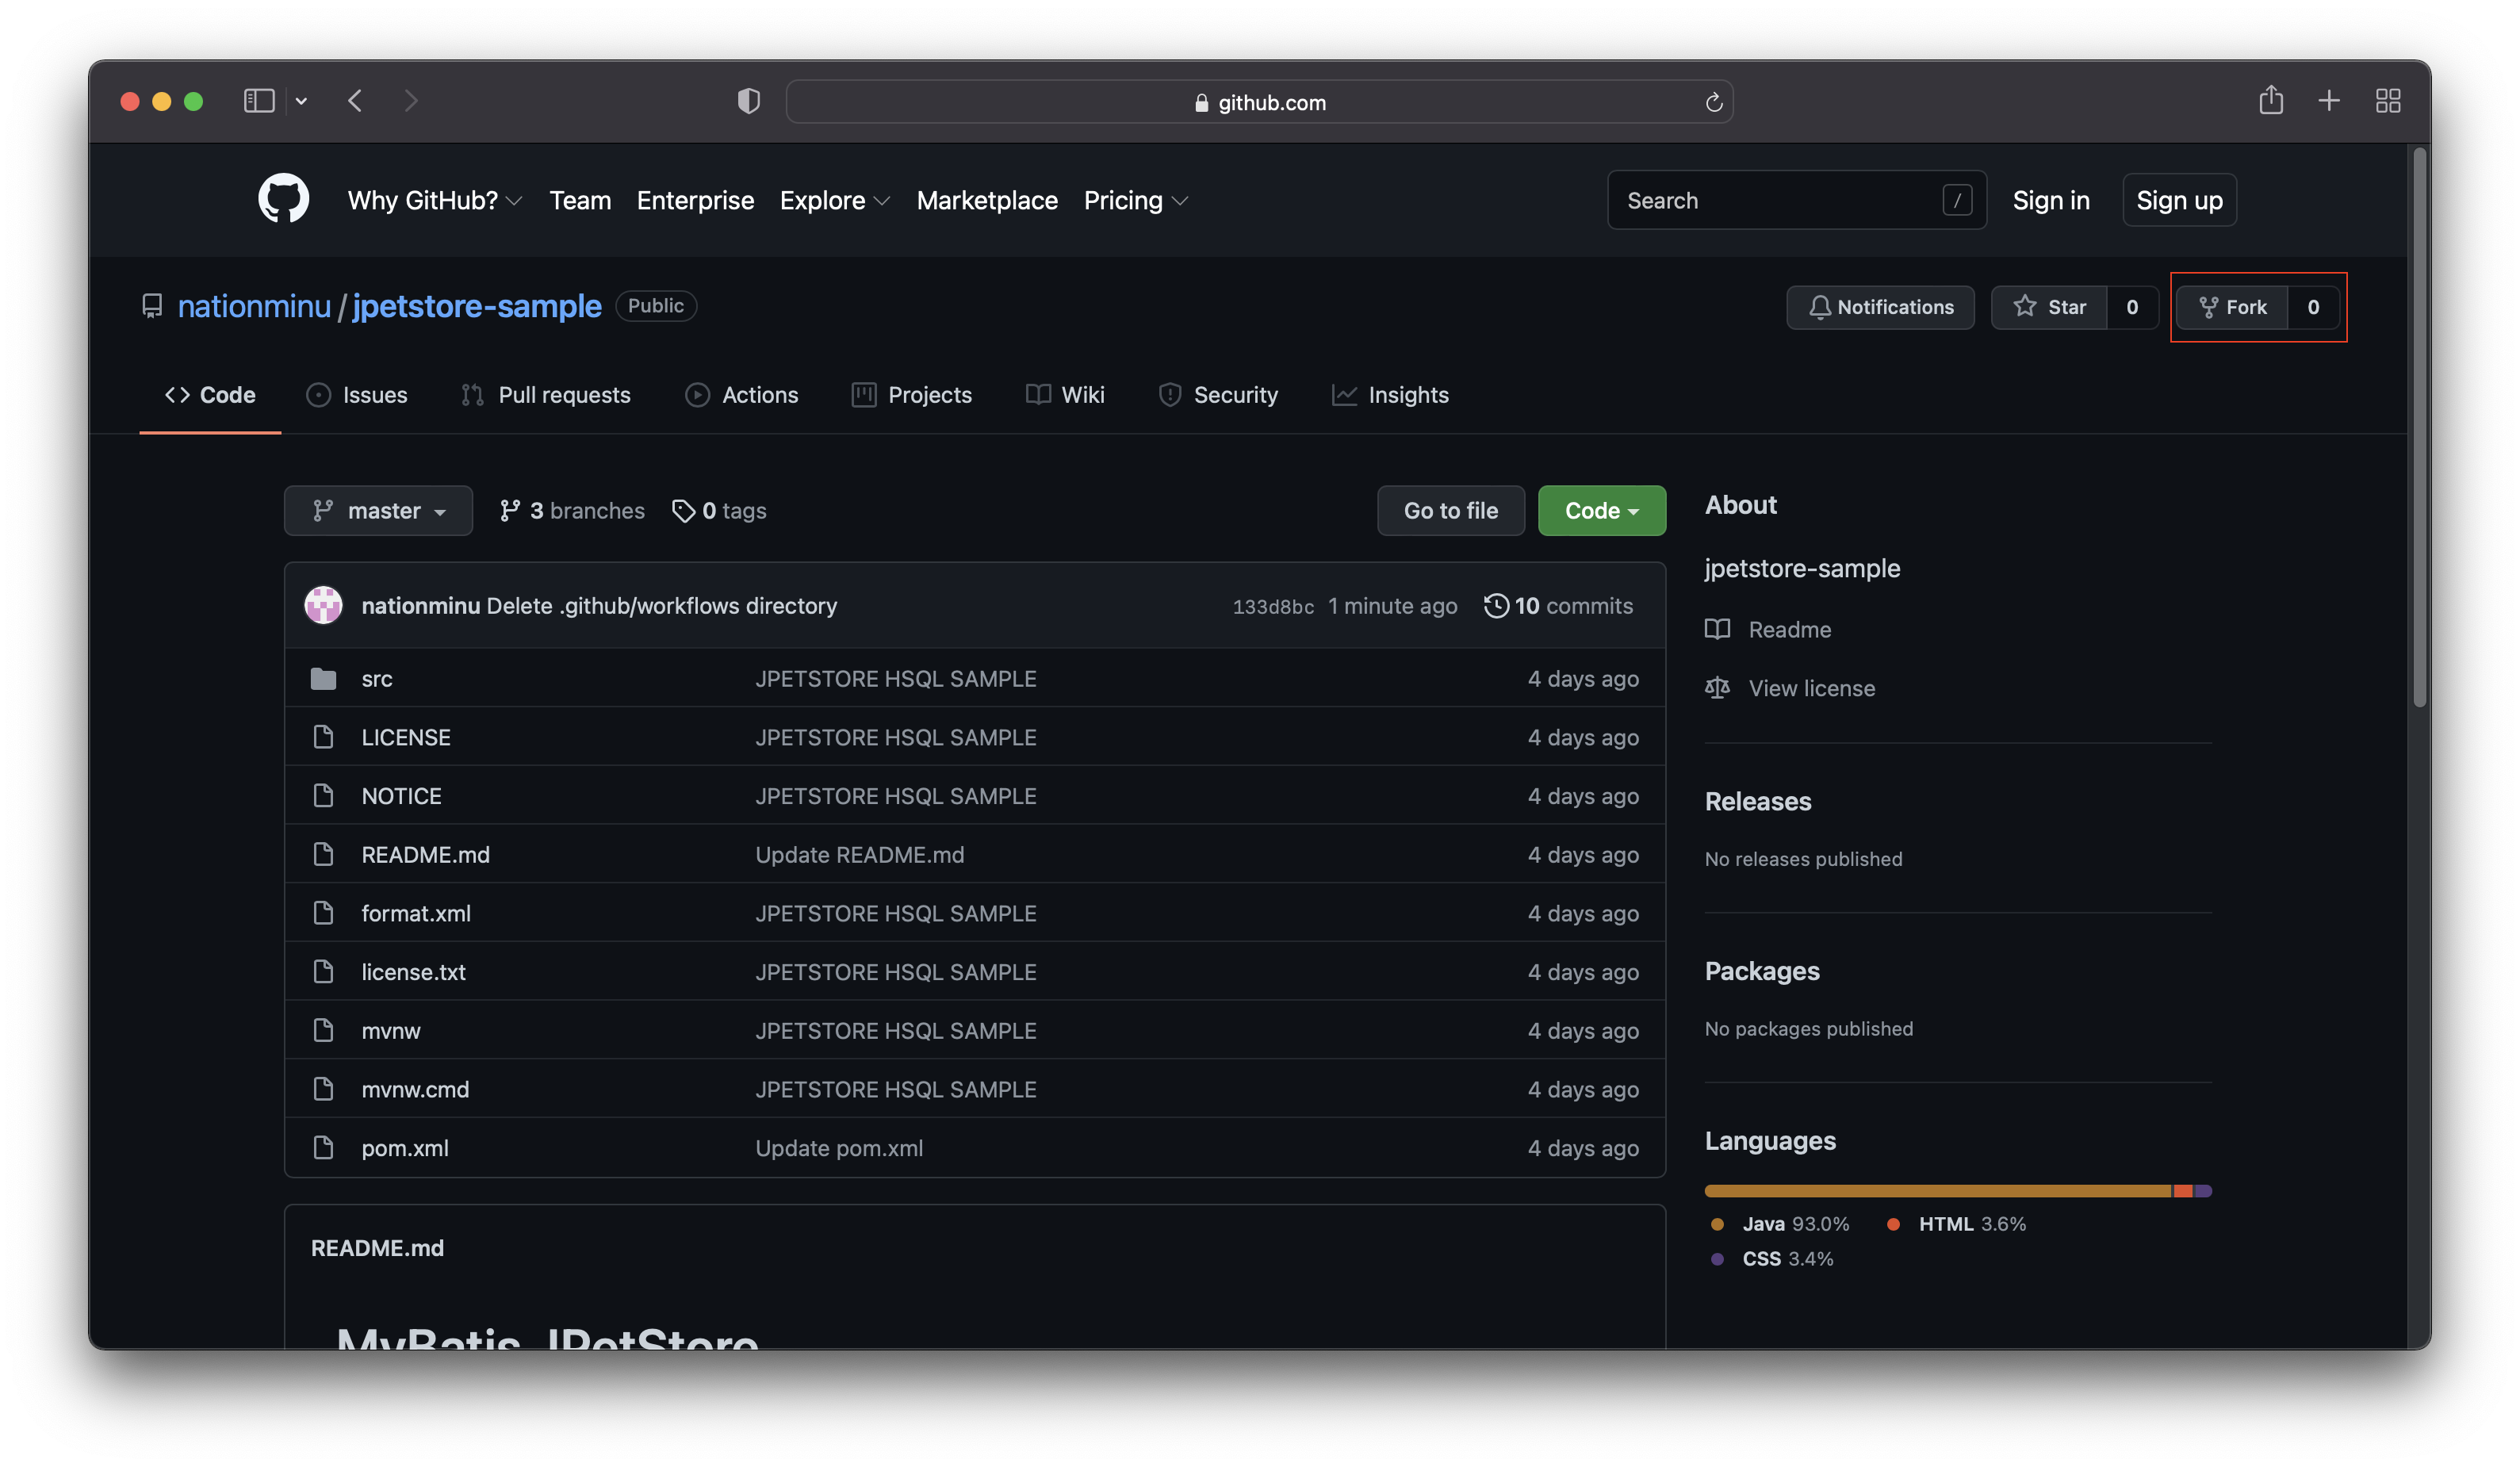 github.com
Why GitHub? Team Enterprise Explore Marketplace Pricing Search / Sign in Sign up
nationminu / jpetstore-sample Public Notifications Star 0 Fork 0
Code Issues Pull requests Actions Projects Wiki Security Insights
master 3 branches 0 tags Go to file Code
nationminu Delete .github/workflows directory 133d8bc 1 minute ago 10 commits
src JPETSTORE HSQL SAMPLE 4 days ago
LICENSE JPETSTORE HSQL SAMPLE 4 days ago
NOTICE JPETSTORE HSQL SAMPLE 4 days ago
README.md Update README.md 4 days ago
format.xml JPETSTORE HSQL SAMPLE 4 days ago
license.txt JPETSTORE HSQL SAMPLE 4 days ago
mvnw JPETSTORE HSQL SAMPLE 4 days ago
mvnw.cmd JPETSTORE HSQL SAMPLE 4 days ago
pom.xml Update pom.xml 4 days ago
README.md
MyBatis JPetStore
About
jpetstore-sample
Readme
View license
Releases
No releases published
Packages
No packages published
Languages
Java 93.0% HTML 3.6%
CSS 3.4%